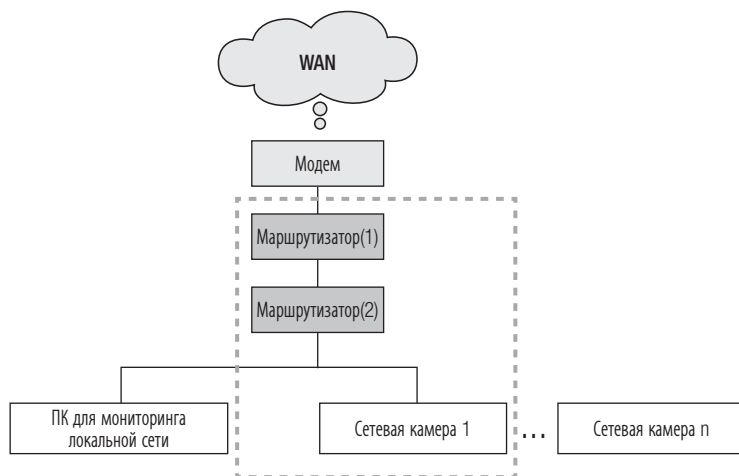 WAN
Модем
Маршрутизатор(1)
Маршрутизатор(2)
ПК для мониторинга
локальной сети
Сетевая камера 1
...
Сетевая камера n